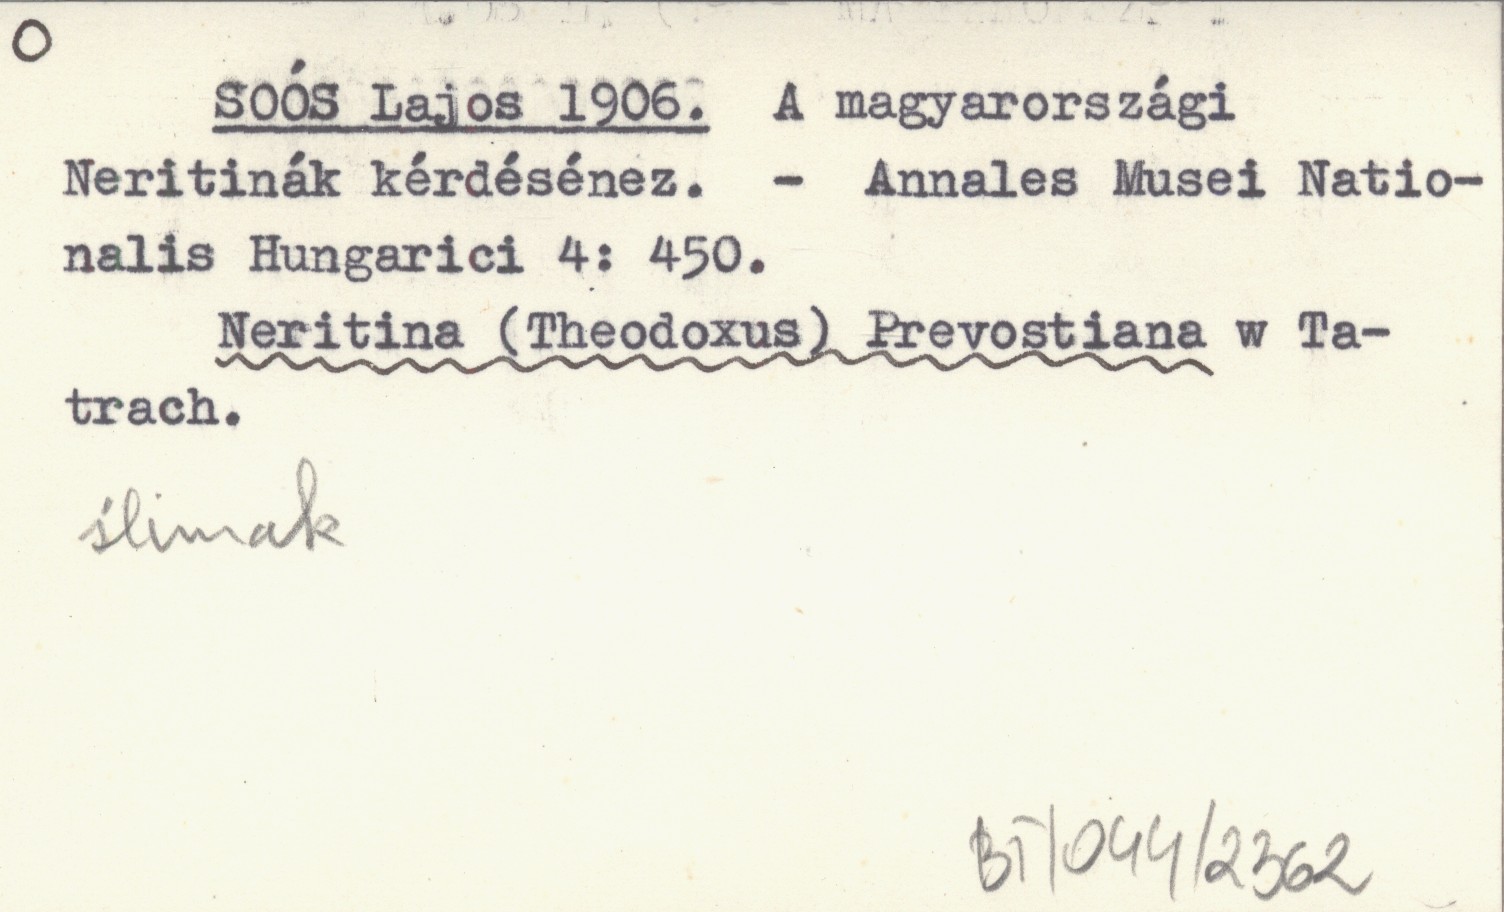 O
SOÓS Lajos 1906. A magyarországi
Neritinák kérdésénez. - Annales Musei Natio-
nalis Hungarici 4: 450.
Neritina (Theodoxus) Prevostiana w Ta-
trach.
ślimak
BT/044/2362